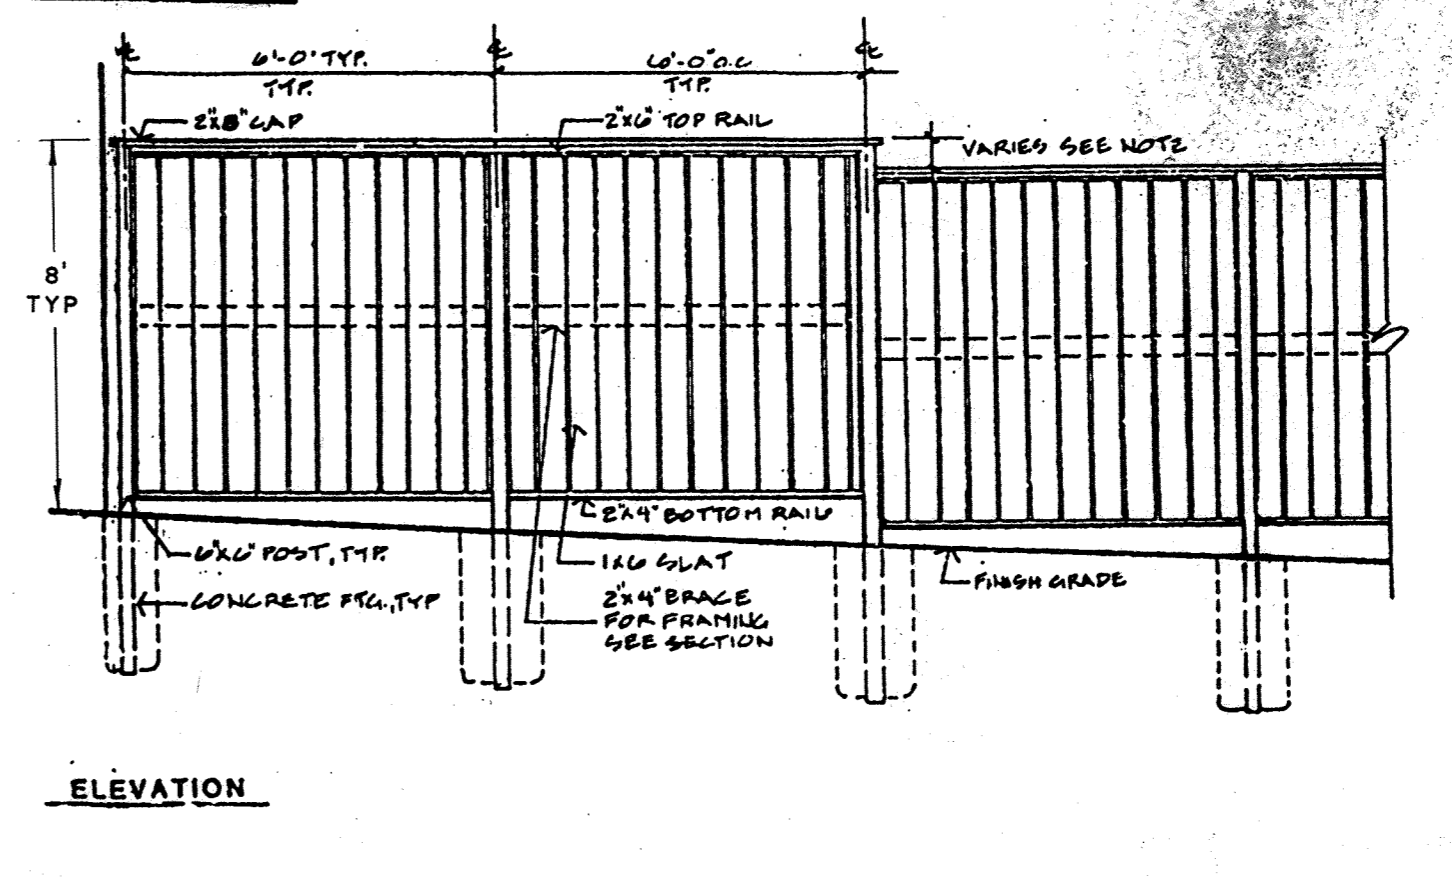 6'-0" TYP.
TYP.
6'-0" O.C
TYP.
2"X8" CAP
2"X6" TOP RAIL
VARIES SEE NOTE
8'
TYP
2"X4" BOTTOM RAIL
6"X6" POST, TYP.
1X6 SLAT
FINISH GRADE
CONCRETE FTG., TYP
2"X4" BRACE
FOR FRAMING
SEE SECTION
ELEVATION